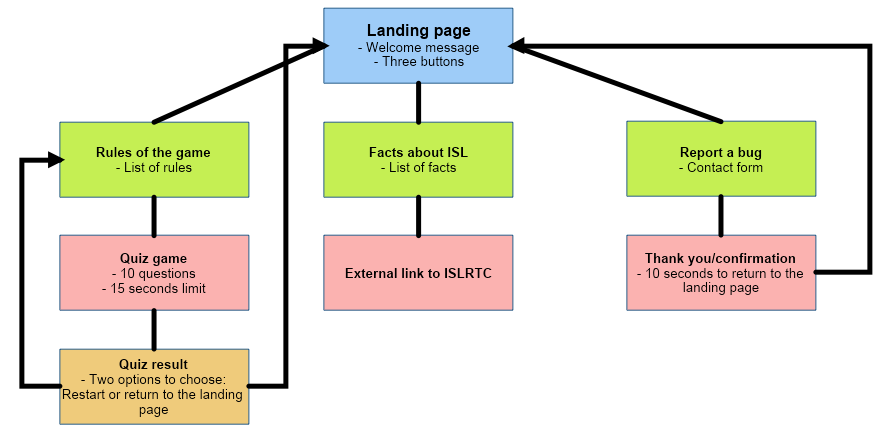 Landing page
- Welcome message
- Three buttons
Rules of the game
- List of rules
Facts about ISL
- List of facts
Report a bug
- Contact form
Quiz game
- 10 questions
- 15 seconds limit
External link to ISLRTC
Thank you/confirmation
- 10 seconds to return to the
landing page
Quiz result
- Two options to choose:
Restart or return to the landing
page